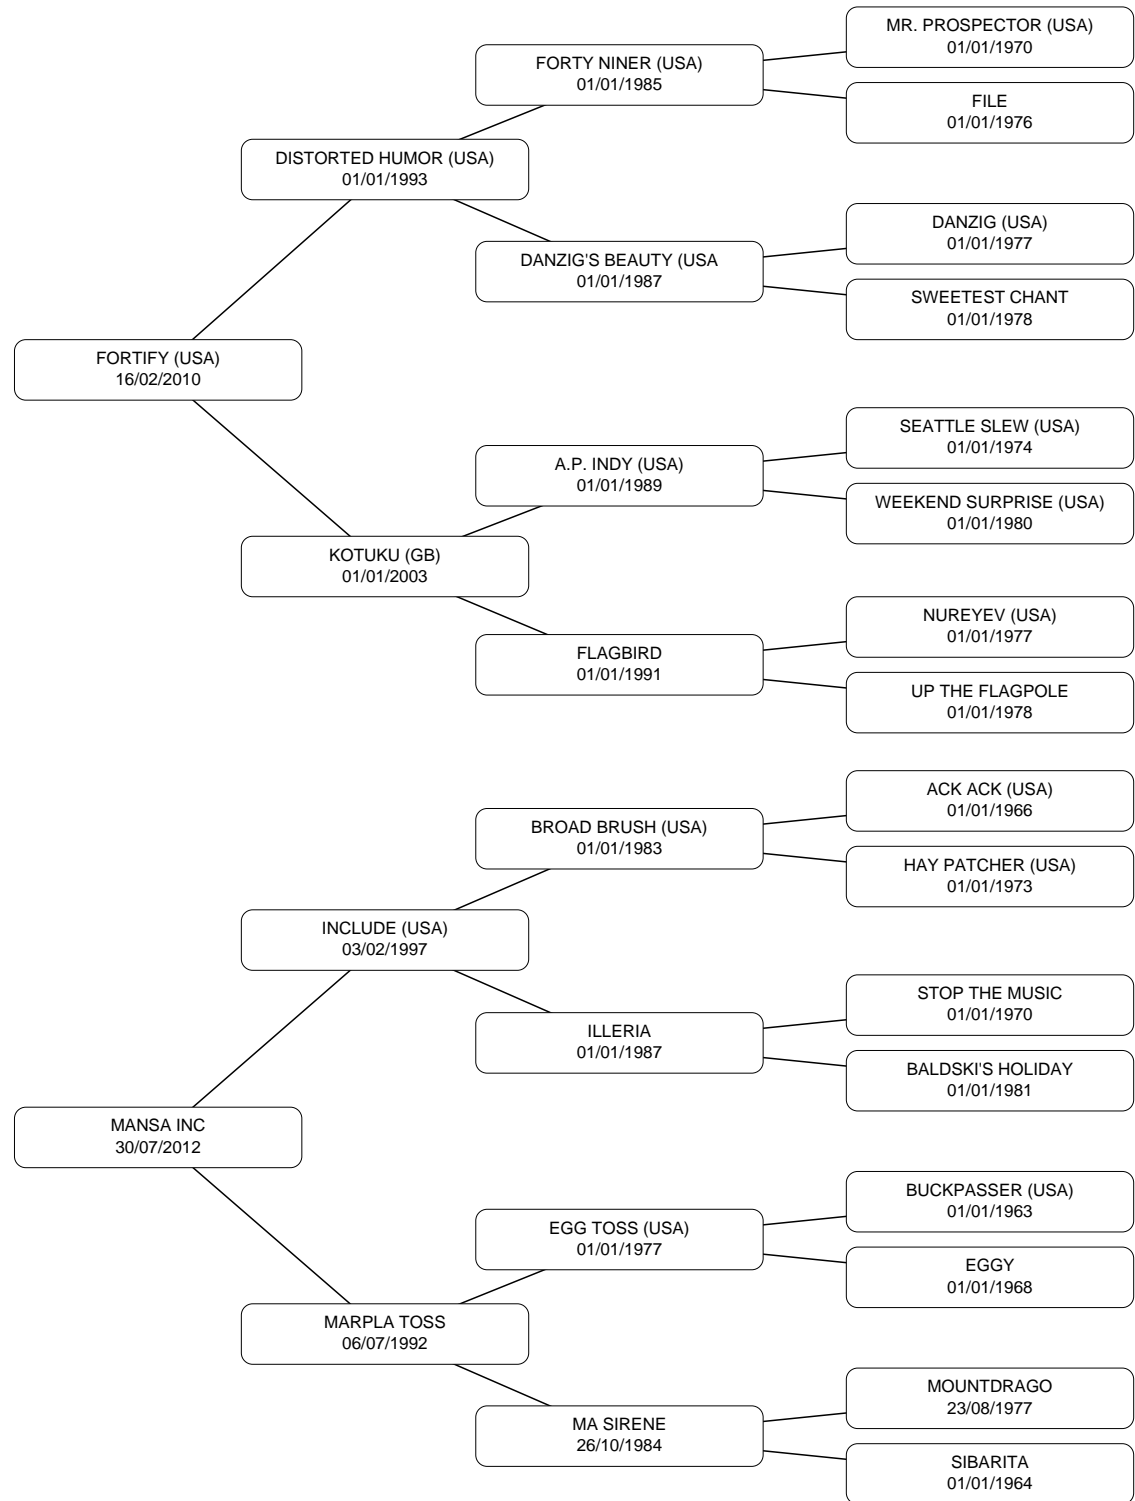 MR. PROSPECTOR (USA)
01/01/1970
FORTY NINER (USA)
01/01/1985
FILE
01/01/1976
DISTORTED HUMOR (USA)
01/01/1993
DANZIG (USA)
01/01/1977
DANZIG'S BEAUTY (USA
01/01/1987
SWEETEST CHANT
01/01/1978
FORTIFY (USA)
16/02/2010
SEATTLE SLEW (USA)
01/01/1974
A.P. INDY (USA)
01/01/1989
WEEKEND SURPRISE (USA)
01/01/1980
KOTUKU (GB)
01/01/2003
NUREYEV (USA)
01/01/1977
FLAGBIRD
01/01/1991
UP THE FLAGPOLE
01/01/1978
ACK ACK (USA)
01/01/1966
BROAD BRUSH (USA)
01/01/1983
HAY PATCHER (USA)
01/01/1973
INCLUDE (USA)
03/02/1997
STOP THE MUSIC
01/01/1970
ILLERIA
01/01/1987
BALDSKI'S HOLIDAY
01/01/1981
MANSA INC
30/07/2012
BUCKPASSER (USA)
01/01/1963
EGG TOSS (USA)
01/01/1977
EGGY
01/01/1968
MARPLA TOSS
06/07/1992
MOUNTDRAGO
23/08/1977
MA SIRENE
26/10/1984
SIBARITA
01/01/1964